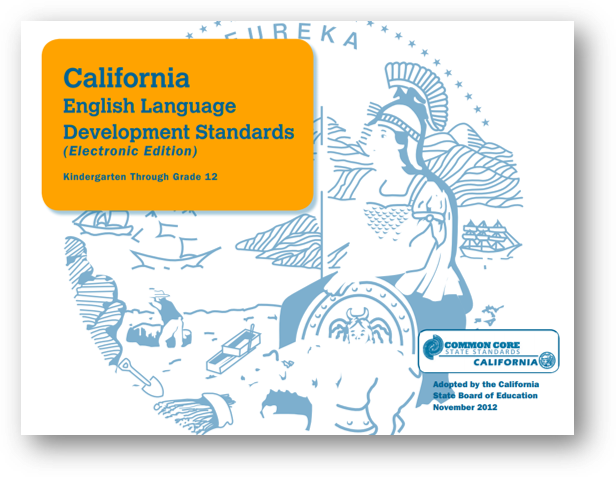 EUREKA
California
English Language
Development Standards
(Electronic Edition)
Kindergarten Through Grade 12
COMMON CORE
STATE STANDARDS
CALIFORNIA
Adopted by the California
State Board of Education
November 2012